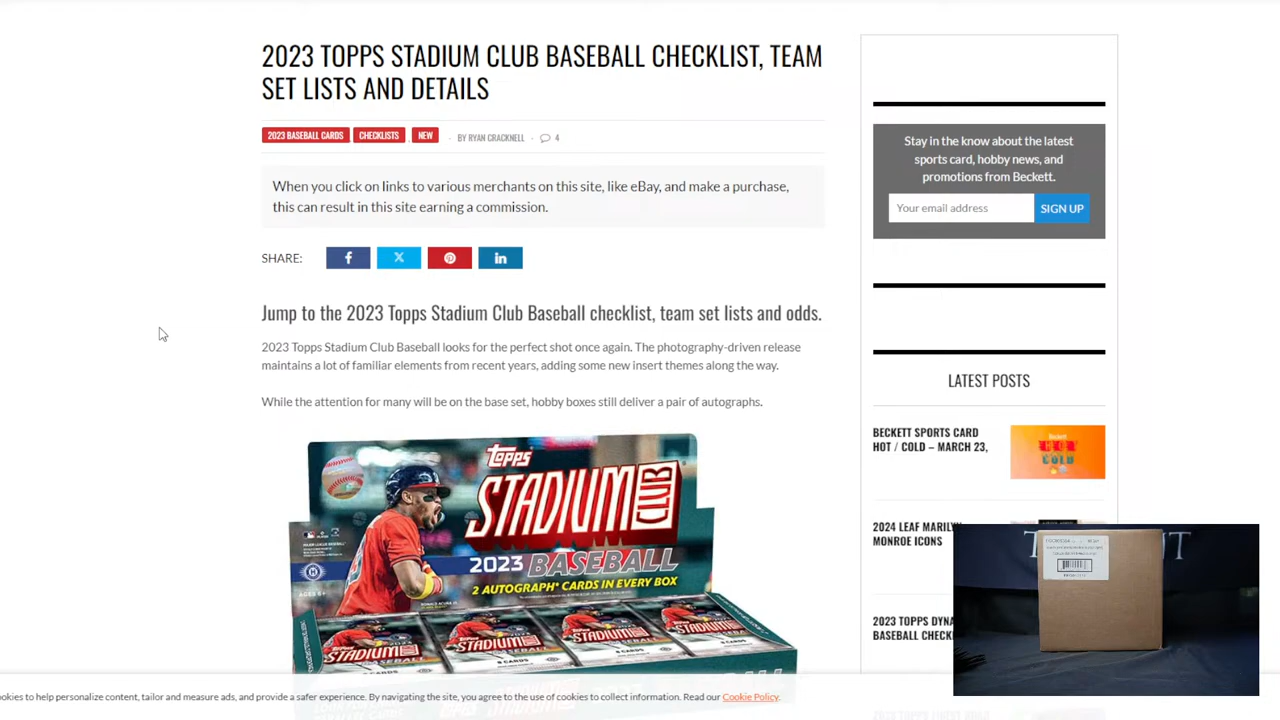 2023 TOPPS STADIUM CLUB BASEBALL CHECKLIST, TEAM
SET LISTS AND DETAILS
2023 BASEBALL CARDS
CHECKLISTS
NEW
BY RYAN CRACKNELL
4
When you click on links to various merchants on this site, like eBay, and make a purchase,
this can result in this site earning a commission.
SHARE:
Jump to the 2023 Topps Stadium Club Baseball checklist, team set lists and odds.
2023 Topps Stadium Club Baseball looks for the perfect shot once again. The photography-driven release
maintains a lot of familiar elements from recent years, adding some new insert themes along the way.
While the attention for many will be on the base set, hobby boxes still deliver a pair of autographs.
topps
STADIUM CLUB
2023 BASEBALL
2 AUTOGRAPH* CARDS IN EVERY BOX
Stay in the know about the latest
sports card, hobby news, and
promotions from Beckett.
Your email address
SIGN UP
LATEST POSTS
BECKETT SPORTS CARD
HOT / COLD – MARCH 23,
2024 LEAF MARILY
MONROE ICONS
2023 TOPPS DYNA
BASEBALL CHECK
okies to help personalize content, tailor and measure ads, and provide a safer experience. By navigating the site, you agree to the use of cookies to collect information. Read our Cookie Policy.